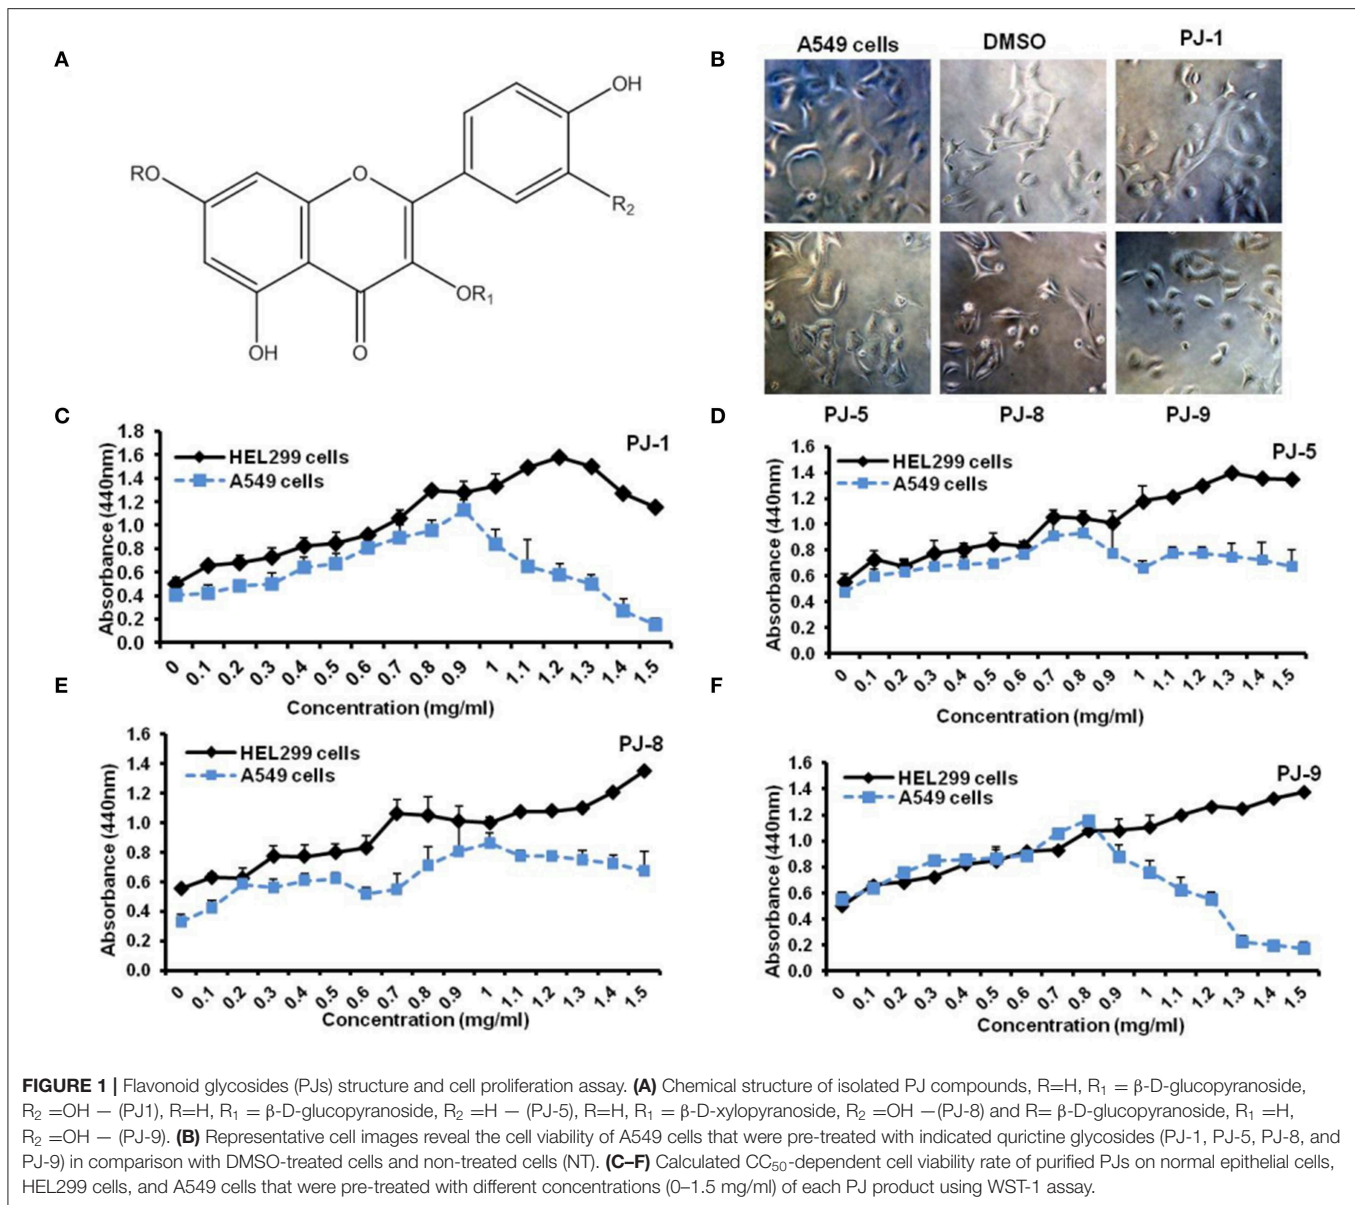 A
OH
RO
O
R2
OR1
OH
O
B
A549 cells
DMSO
PJ-1
PJ-5
PJ-8
PJ-9
C
PJ-1
HEL299 cells
A549 cells
Absorbance (440nm)
1.8
1.6
1.4
1.2
1.0
0.8
0.6
0.4
0.2
0.0
0 0.1 0.2 0.3 0.4 0.5 0.6 0.7 0.8 0.9 1 1.1 1.2 1.3 1.4 1.5
Concentration (mg/ml)
D
PJ-5
HEL299 cells
A549 cells
Absorbance (440nm)
1.6
1.4
1.2
1.0
0.8
0.6
0.4
0.2
0.0
0 0.1 0.2 0.3 0.4 0.5 0.6 0.7 0.8 0.9 1 1.1 1.2 1.3 1.4 1.5
Concentration (mg/ml)
E
PJ-8
HEL299 cells
A549 cells
Absorbance (440nm)
1.6
1.4
1.2
1.0
0.8
0.6
0.4
0.2
0.0
0 0.1 0.2 0.3 0.4 0.5 0.6 0.7 0.8 0.9 1 1.1 1.2 1.3 1.4 1.5
Concentration (mg/ml)
F
PJ-9
HEL299 cells
A549 cells
Absorbance (440nm)
1.6
1.4
1.2
1.0
0.8
0.6
0.4
0.2
0.0
0 0.1 0.2 0.3 0.4 0.5 0.6 0.7 0.8 0.9 1 1.1 1.2 1.3 1.4 1.5
Concentration (mg/ml)
FIGURE 1 | Flavonoid glycosides (PJs) structure and cell proliferation assay. (A) Chemical structure of isolated PJ compounds, R=H, R1 = β-D-glucopyranoside,
R2 =OH — (PJ1), R=H, R1 = β-D-glucopyranoside, R2 =H — (PJ-5), R=H, R1 = β-D-xylopyranoside, R2 =OH —(PJ-8) and R= β-D-glucopyranoside, R1 =H,
R2 =OH — (PJ-9). (B) Representative cell images reveal the cell viability of A549 cells that were pre-treated with indicated qurictine glycosides (PJ-1, PJ-5, PJ-8, and
PJ-9) in comparison with DMSO-treated cells and non-treated cells (NT). (C–F) Calculated CC50-dependent cell viability rate of purified PJs on normal epithelial cells,
HEL299 cells, and A549 cells that were pre-treated with different concentrations (0–1.5 mg/ml) of each PJ product using WST-1 assay.